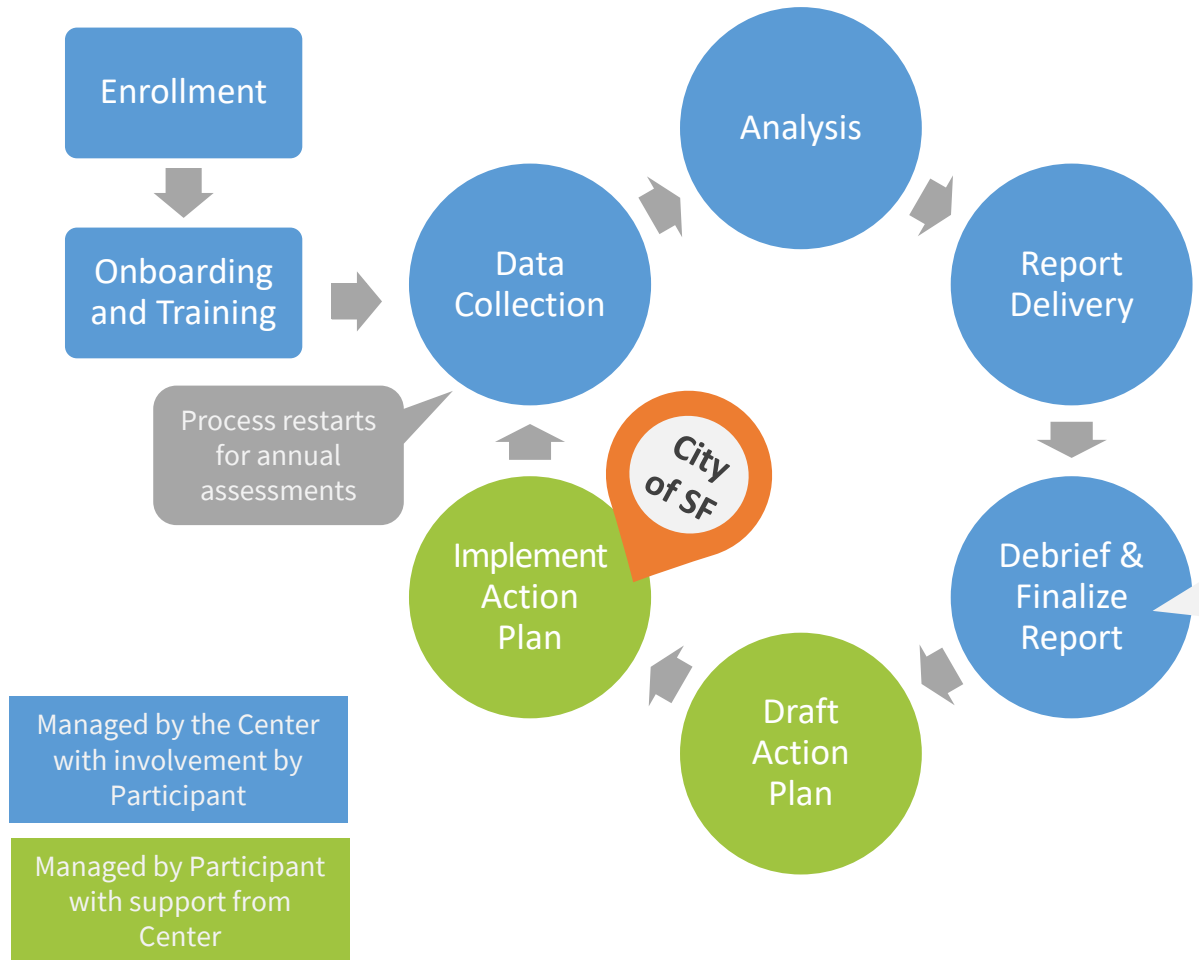 Enrollment
Onboarding
and Training
Data
Collection
Analysis
Report
Delivery
Debrief &
Finalize
Report
Draft
Action
Plan
Implement
Action
Plan
City
of SF
Process restarts
for annual
assessments
Managed by the Center
with involvement by
Participant
Managed by Participant
with support from
Center